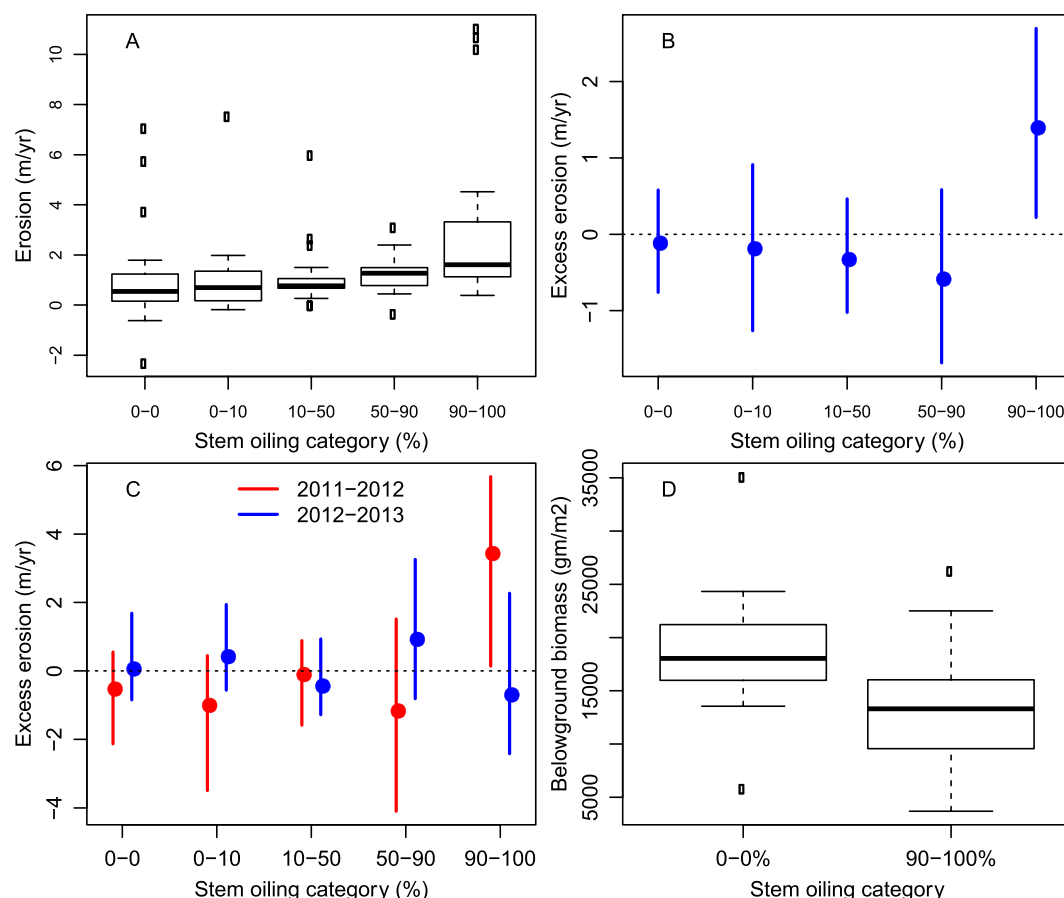 A
Erosion (m/yr)
10
8
6
4
2
0
−2
0−0 0−10 10−50 50−90 90−100
Stem oiling category (%)
B
Excess erosion (m/yr)
2
1
0
−1
0−0 0−10 10−50 50−90 90−100
Stem oiling category (%)
C
2011−2012
2012−2013
Excess erosion (m/yr)
6
4
2
0
−2
−4
0−0 0−10 10−50 50−90 90−100
Stem oiling category (%)
D
Belowground biomass (gm/m2)
35000
25000
15000
5000
0−0% 90−100%
Stem oiling category